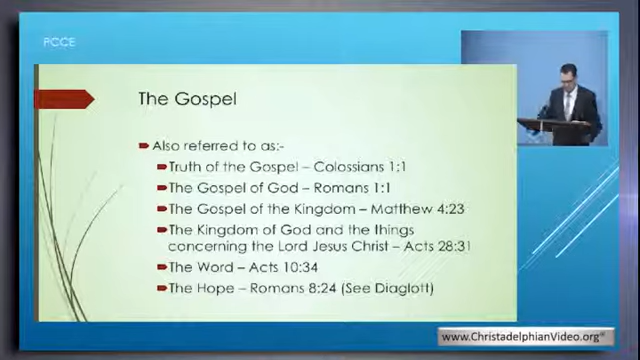 PCCE
The Gospel
Also referred to as:-
Truth of the Gospel – Colossians 1:1
The Gospel of God – Romans 1:1
The Gospel of the Kingdom – Matthew 4:23
The Kingdom of God and the things
concerning the Lord Jesus Christ – Acts 28:31
The Word – Acts 10:34
The Hope – Romans 8:24 (See Diaglott)
www.ChristadelphianVideo.org